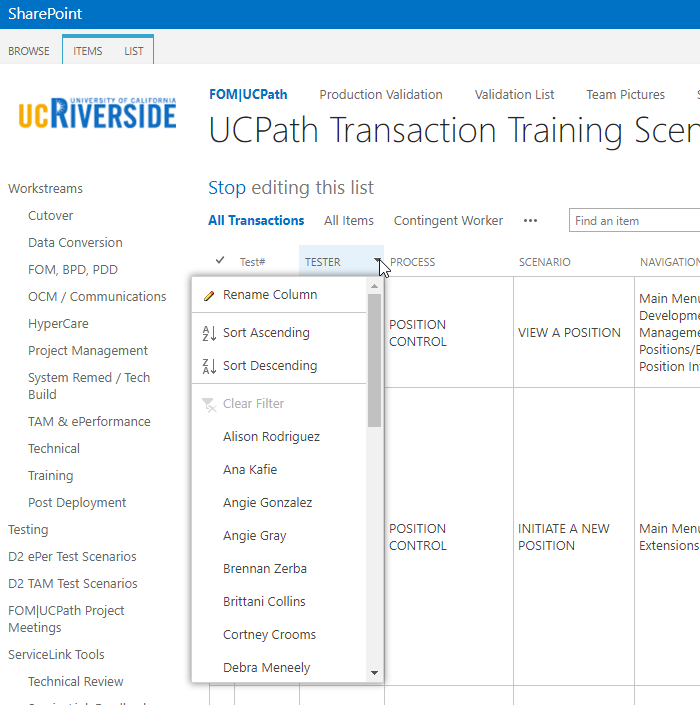 SharePoint
BROWSE ITEMS LIST
UNIVERSITY OF CALIFORNIA
UCRIVERSIDE
FOM|UCPath Production Validation Validation List Team Pictures
UCPath Transaction Training Scen
Stop editing this list
All Transactions All Items Contingent Worker ••• Find an item
Test# TESTER PROCESS SCENARIO NAVIGATION
Workstreams
Cutover
Data Conversion
FOM, BPD, PDD
OCM / Communications
HyperCare
Project Management
System Remed / Tech
Build
TAM & ePerformance
Technical
Training
Post Deployment
Testing
D2 ePer Test Scenarios
D2 TAM Test Scenarios
FOM|UCPath Project
Meetings
ServiceLink Tools
Technical Review
Rename Column
Sort Ascending
Sort Descending
Clear Filter
Alison Rodriguez
Ana Kafie
Angie Gonzalez
Angie Gray
Brennan Zerba
Brittani Collins
Cortney Crooms
Debra Meneely
POSITION
CONTROL
VIEW A POSITION
Main Menu
Developme
Manageme
Positions/B
Position Inf
POSITION
CONTROL
INITIATE A NEW
POSITION
Main Menu
Extensions